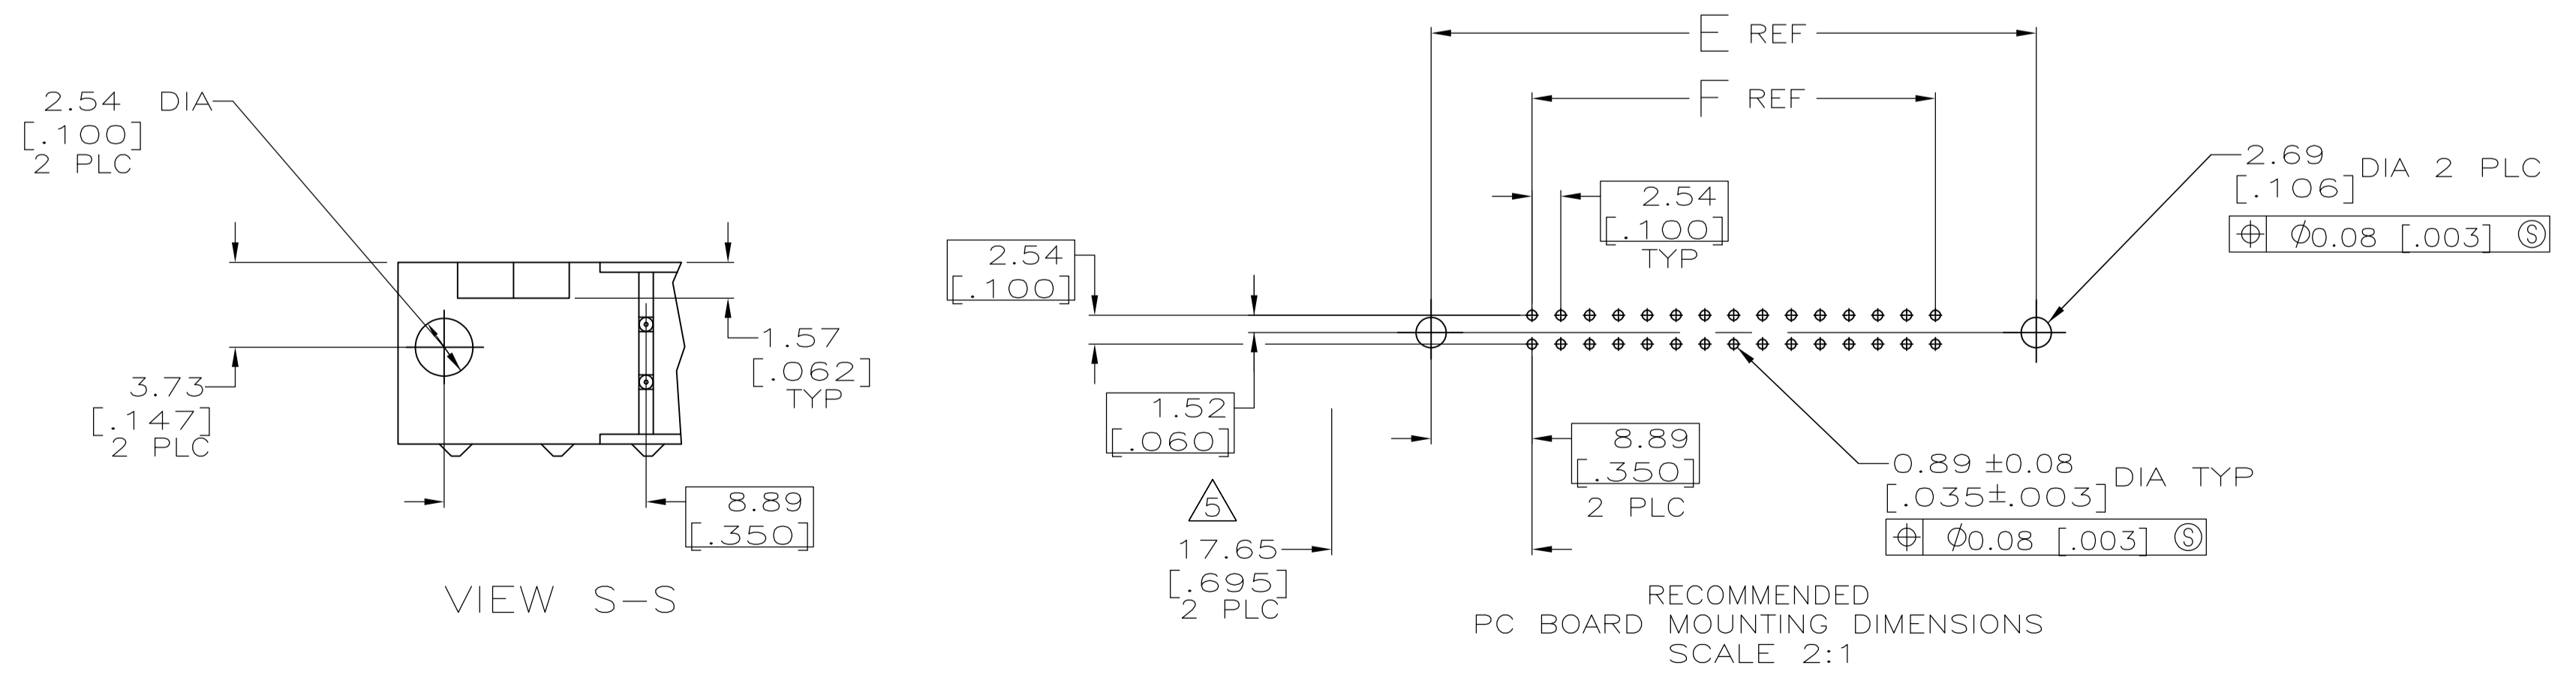 2.54 DIA
[.100]
2 PLC
3.73
[.147]
2 PLC
1.57
[.062]
TYP
8.89
[.350]
VIEW S-S
E REF
F REF
2.54
[.100]
TYP
2.54
[.100]
1.52
[.060]
5
17.65
[.695]
2 PLC
8.89
[.350]
2 PLC
2.69
[.106] DIA 2 PLC
⌖ Ø0.08 [.003] Ⓢ
0.89 ±0.08
[.035±.003] DIA TYP
⌖ Ø0.08 [.003] Ⓢ
RECOMMENDED
PC BOARD MOUNTING DIMENSIONS
SCALE 2:1